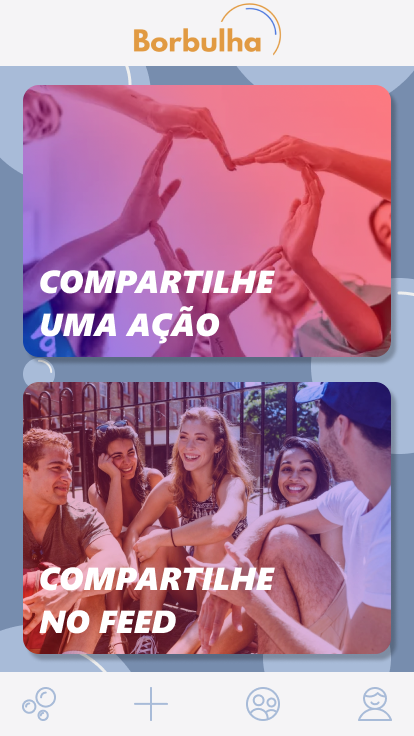 Borbulha
COMPARTILHE
UMA AÇÃO
COMPARTILHE
NO FEED